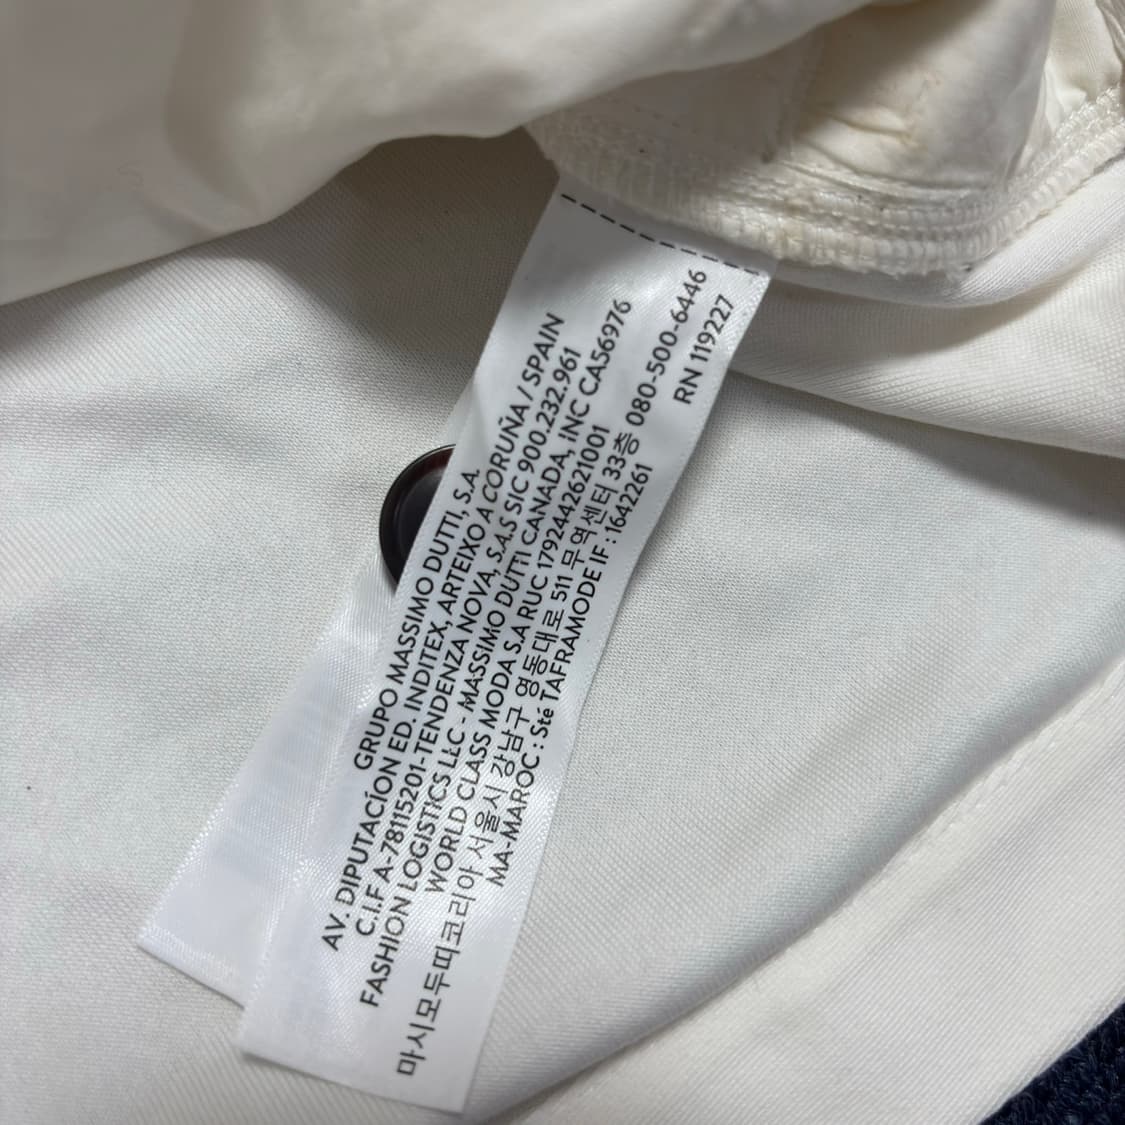 GRUPO MASSIMO DUTTI, S.A.
AV. DIPUTACÍON ED. INDITEX, ARTEIXO A CORUÑA / SPAIN
C.I.F A-78115201-TENDENZA NOVA, S.A.S SIC 900.232.961
FASHION LOGISTICS LLC - MASSIMO DUTTI CANADA, iNC CA56976
WORLD CLASS MODA S.A RUC 1792442621001
마시모두띠코리아 서울시 강남구 영동대로 511 무역센터 33층 080-500-6446
MA-MAROC : Sté TAFRAMODE IF : 1642261
RN 119227